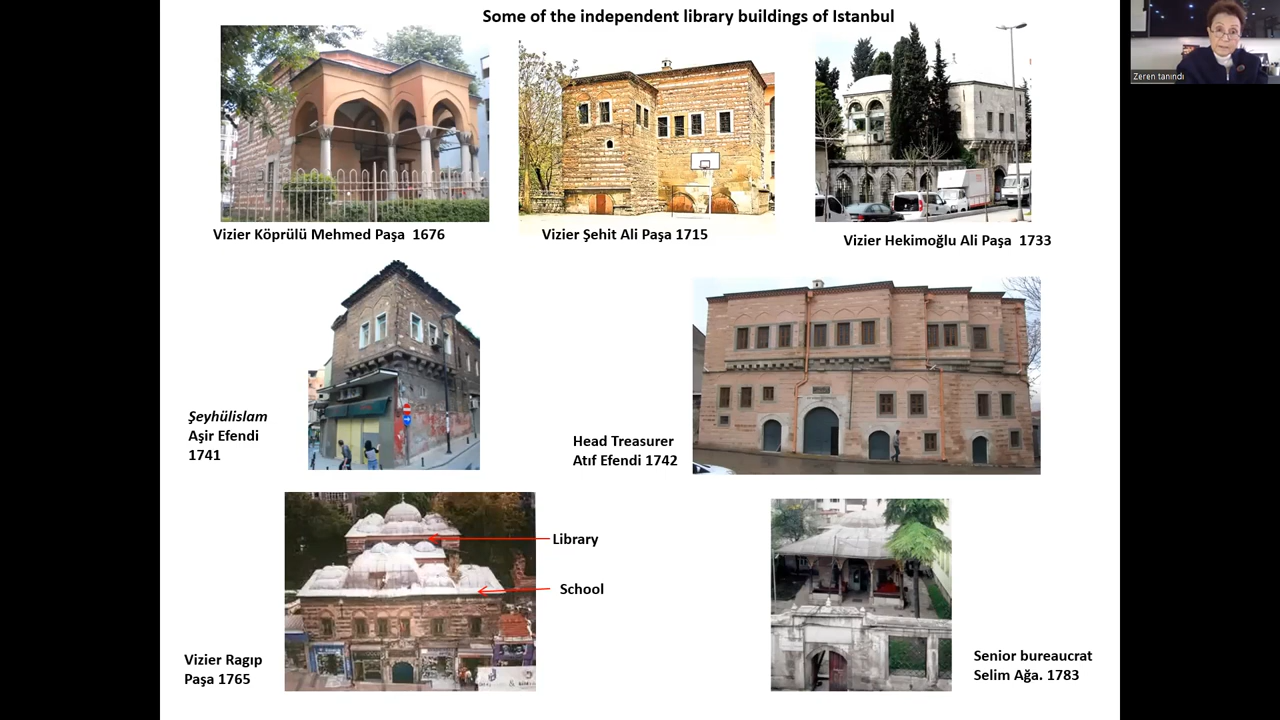 Some of the independent library buildings of Istanbul
Zeren tanındı
Vizier Köprülü Mehmed Paşa 1676
Vizier Şehit Ali Paşa 1715
Vizier Hekimoğlu Ali Paşa 1733
Şeyhülislam
Aşir Efendi
1741
Head Treasurer
Atıf Efendi 1742
Library
School
Vizier Ragıp
Paşa 1765
Senior bureaucrat
Selim Ağa. 1783